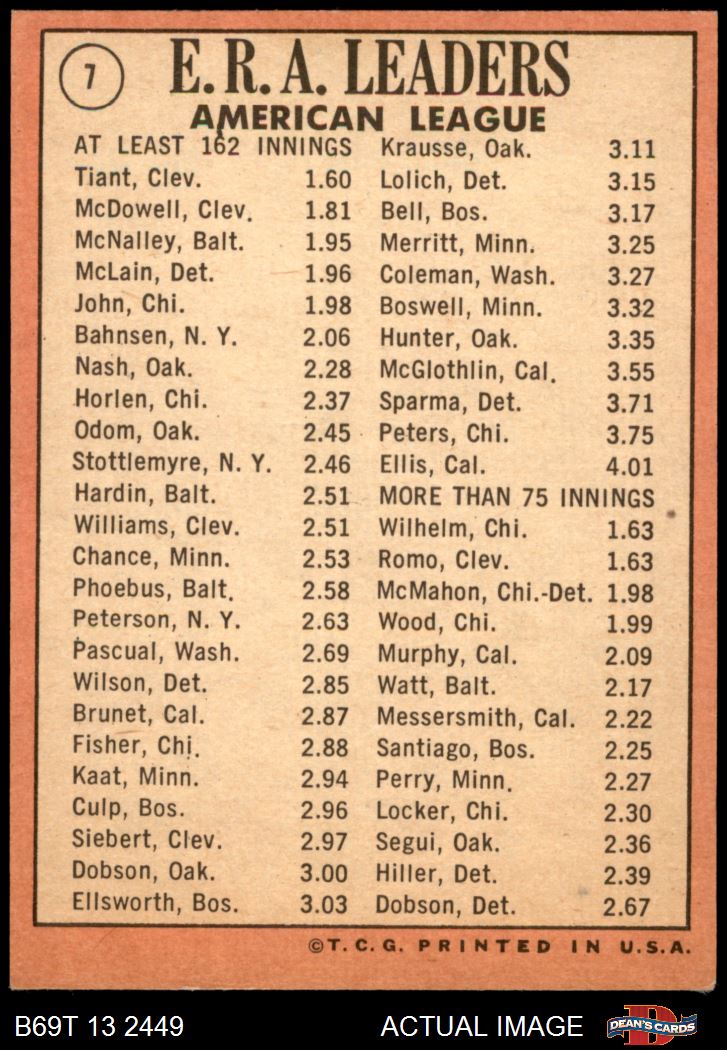 7
E. R. A. LEADERS
AMERICAN LEAGUE
AT LEAST 162 INNINGS
Tiant, Clev. 1.60
McDowell, Clev. 1.81
McNalley, Balt. 1.95
McLain, Det. 1.96
John, Chi. 1.98
Bahnsen, N. Y. 2.06
Nash, Oak. 2.28
Horlen, Chi. 2.37
Odom, Oak. 2.45
Stottlemyre, N. Y. 2.46
Hardin, Balt. 2.51
Williams, Clev. 2.51
Chance, Minn. 2.53
Phoebus, Balt. 2.58
Peterson, N. Y. 2.63
Pascual, Wash. 2.69
Wilson, Det. 2.85
Brunet, Cal. 2.87
Fisher, Chi. 2.88
Kaat, Minn. 2.94
Culp, Bos. 2.96
Siebert, Clev. 2.97
Dobson, Oak. 3.00
Ellsworth, Bos. 3.03
Krausse, Oak. 3.11
Lolich, Det. 3.15
Bell, Bos. 3.17
Merritt, Minn. 3.25
Coleman, Wash. 3.27
Boswell, Minn. 3.32
Hunter, Oak. 3.35
McGlothlin, Cal. 3.55
Sparma, Det. 3.71
Peters, Chi. 3.75
Ellis, Cal. 4.01
MORE THAN 75 INNINGS
Wilhelm, Chi. 1.63
Romo, Clev. 1.63
McMahon, Chi.-Det. 1.98
Wood, Chi. 1.99
Murphy, Cal. 2.09
Watt, Balt. 2.17
Messersmith, Cal. 2.22
Santiago, Bos. 2.25
Perry, Minn. 2.27
Locker, Chi. 2.30
Segui, Oak. 2.36
Hiller, Det. 2.39
Dobson, Det. 2.67
©T. C. G. PRINTED IN U.S.A.
B69T 13 2449 ACTUAL IMAGE
D
DEAN'S CARDS